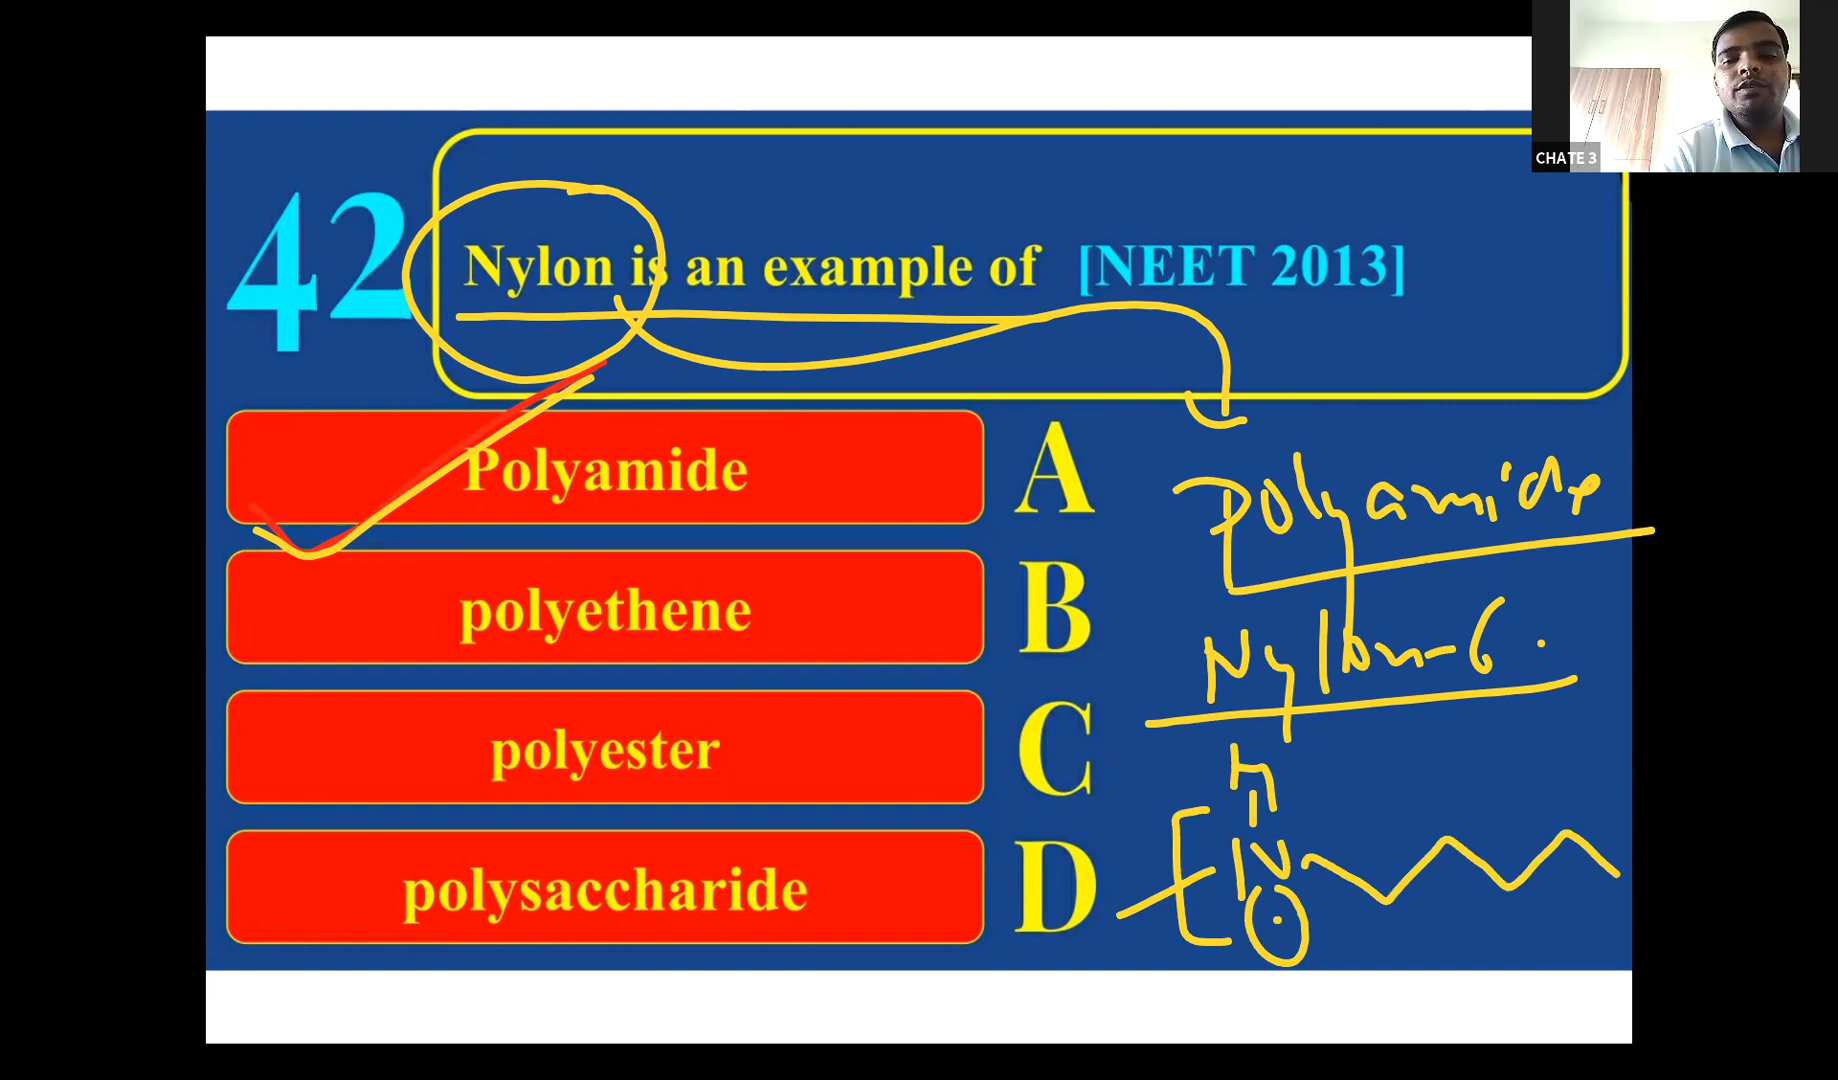 CHATE 3
42
Nylon is an example of [NEET 2013]
Polyamide A
polyethene B
polyester C
polysaccharide D
Polyamide
Nylon-6
H
N